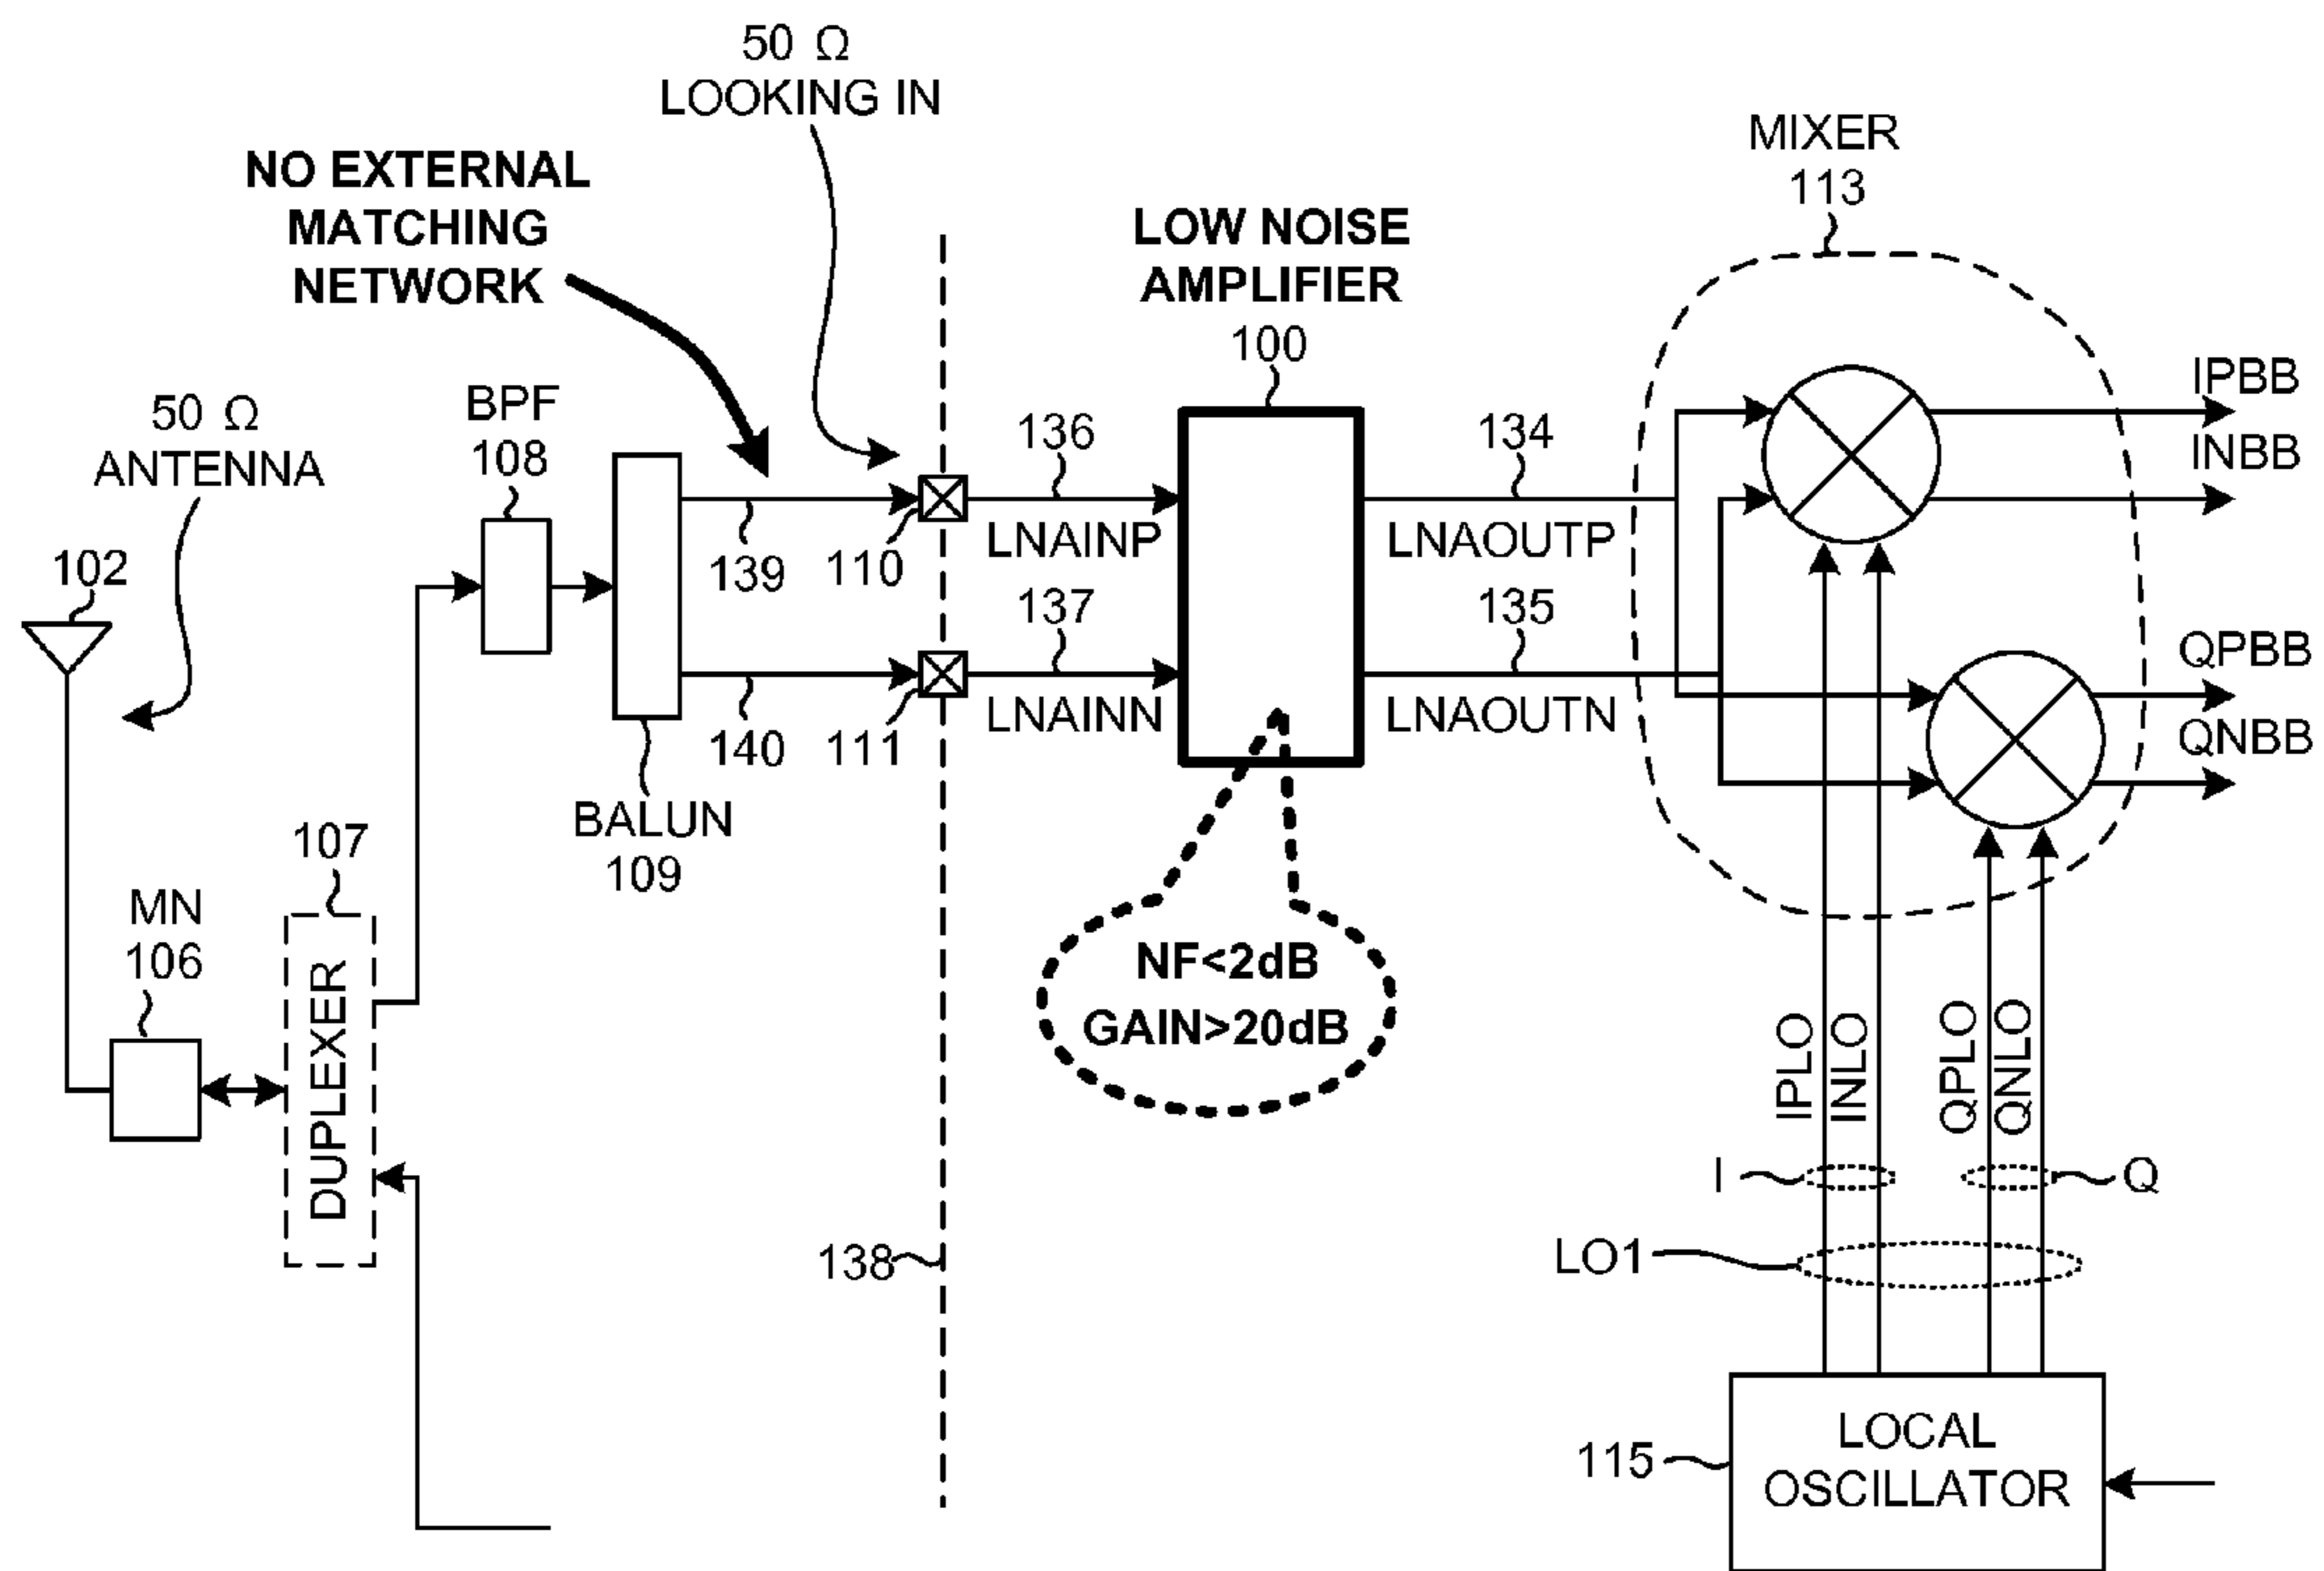 50 Ω
LOOKING IN
NO EXTERNAL
MATCHING
NETWORK
50 Ω
ANTENNA
102
BPF
108
LOW NOISE
AMPLIFIER
100
MIXER
113
136
LNAINP
139
110
137
LNAINN
140
111
BALUN
109
134
LNAOUTP
135
LNAOUTN
IPBB
INBB
QPBB
QNBB
107
DUPLEXER
MN
106
NF<2dB
GAIN>20dB
138
IPLO
INLO
QPLO
QNLO
I
Q
LO1
115
LOCAL
OSCILLATOR